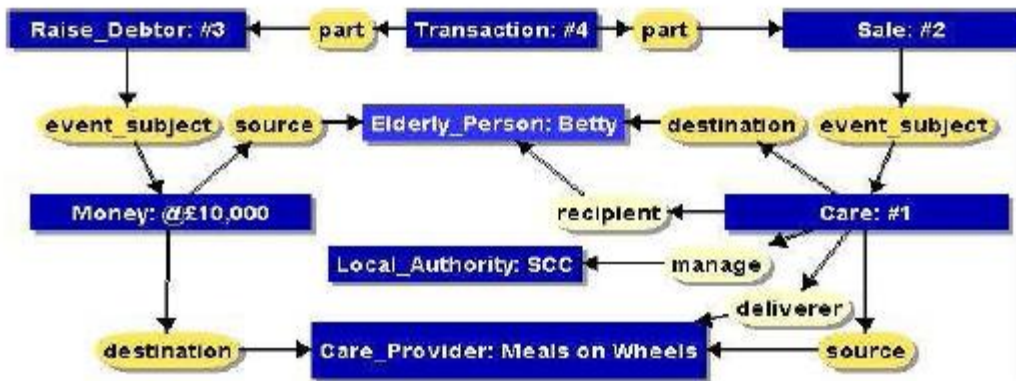 Raise_Debtor: #3
part
Transaction: #4
part
Sale: #2
event_subject
source
Elderly_Person: Betty
destination
event_subject
Money: @£10,000
recipient
Care: #1
Local_Authority: SCC
manage
deliverer
destination
Care_Provider: Meals on Wheels
source